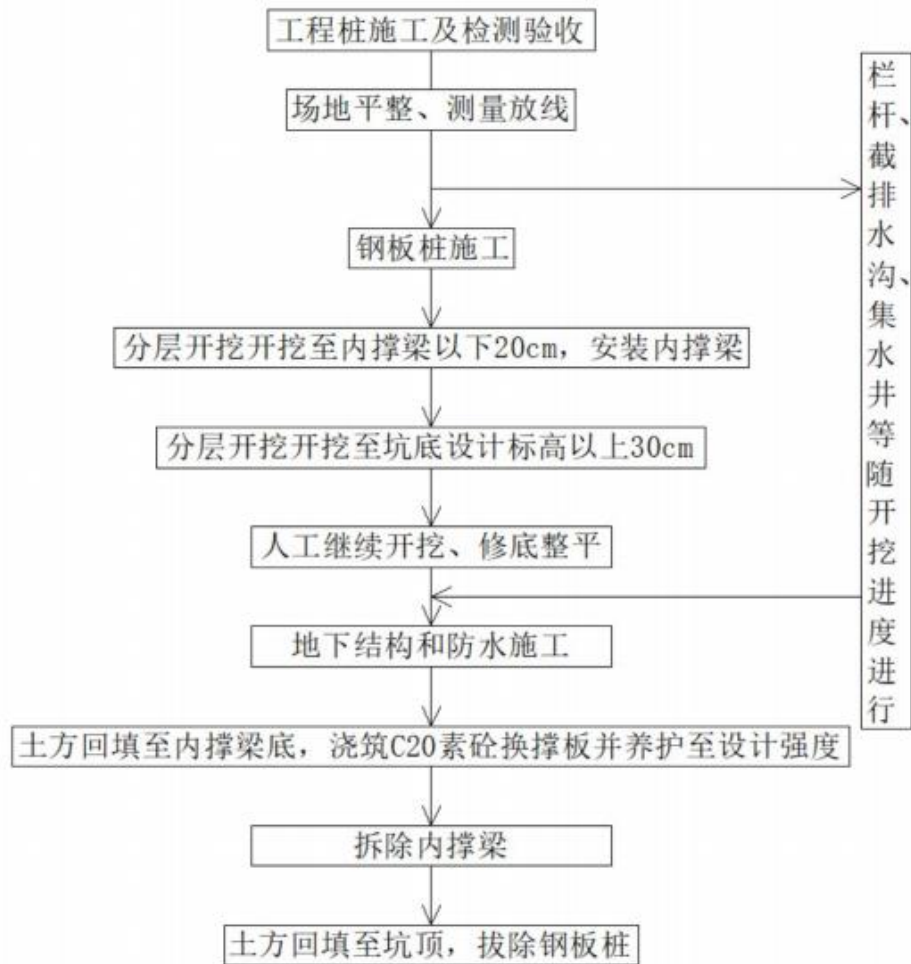 工程桩施工及检测验收
场地平整、测量放线
钢板桩施工
分层开挖开挖至内撑梁以下20cm，安装内撑梁
分层开挖开挖至坑底设计标高以上30cm
人工继续开挖、修底整平
地下结构和防水施工
土方回填至内撑梁底，浇筑C20素砼换撑板并养护至设计强度
拆除内撑梁
土方回填至坑顶，拔除钢板桩
栏杆、截排水沟、集水井等随开挖进度进行